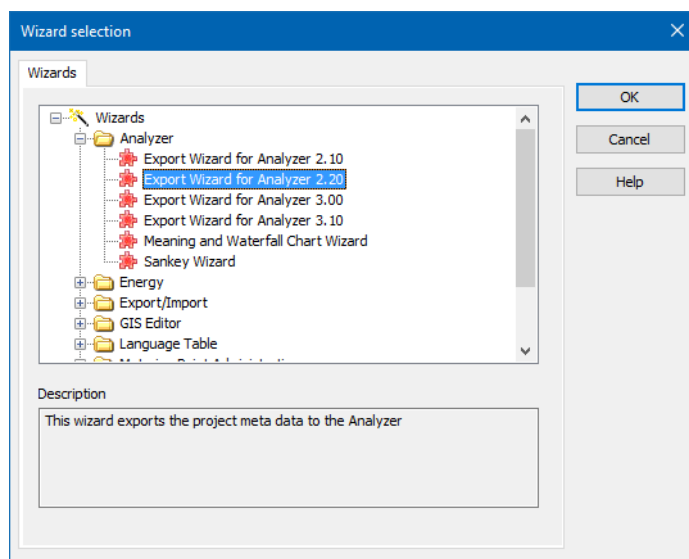 Wizard selection
Wizards
Wizards
Analyzer
Export Wizard for Analyzer 2.10
Export Wizard for Analyzer 2.20
Export Wizard for Analyzer 3.00
Export Wizard for Analyzer 3.10
Meaning and Waterfall Chart Wizard
Sankey Wizard
Energy
Export/Import
GIS Editor
Language Table
OK
Cancel
Help
Description
This wizard exports the project meta data to the Analyzer